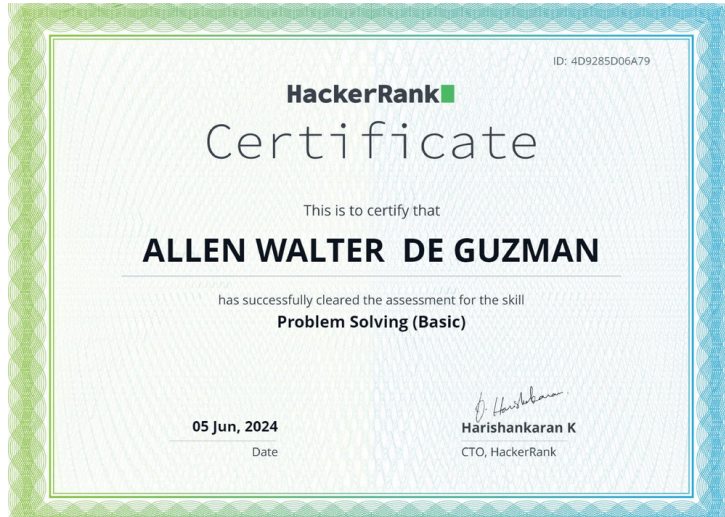 ID: 4D9285D06A79
HackerRank
Certificate
This is to certify that
ALLEN WALTER  DE GUZMAN
has successfully cleared the assessment for the skill
Problem Solving (Basic)
05 Jun, 2024
Date
Harishankaran K
CTO, HackerRank